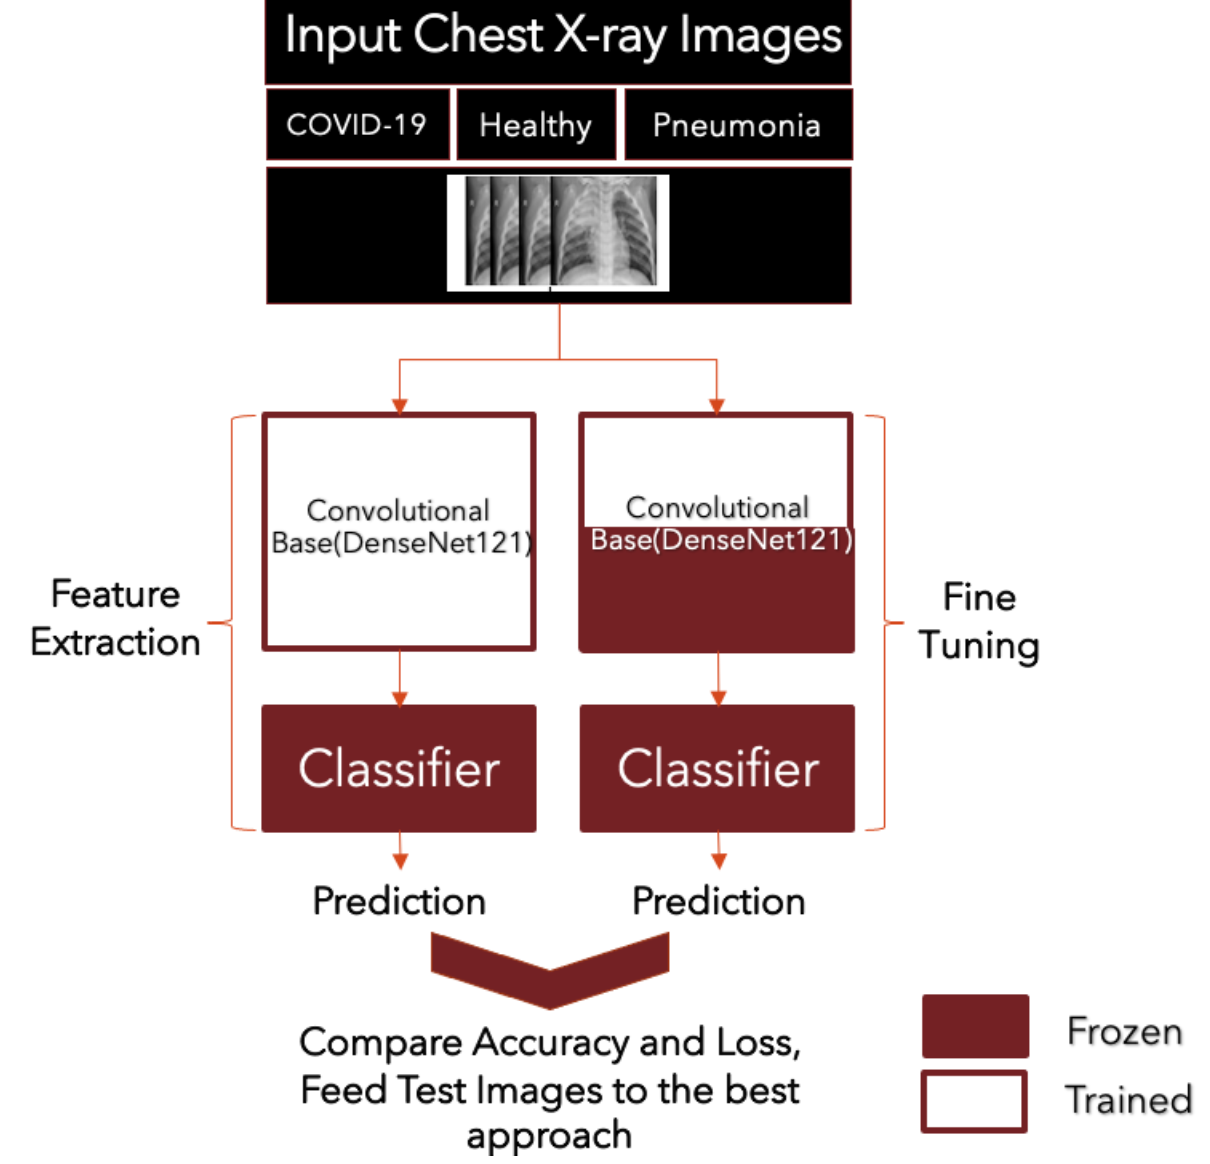 Input Chest X-ray Images
COVID-19
Healthy
Pneumonia
Convolutional
Base(DenseNet121)
Convolutional
Base(DenseNet121)
Feature
Extraction
Fine
Tuning
Classifier
Classifier
Prediction
Prediction
Compare Accuracy and Loss,
Feed Test Images to the best
approach
Frozen
Trained